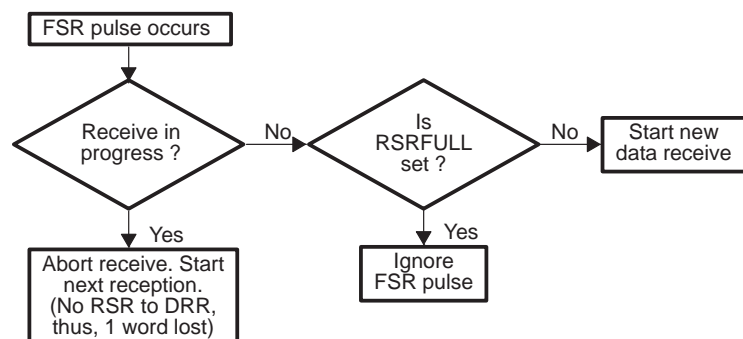 FSR pulse occurs
Receive in
progress ?
No
Is
RSRFULL
set ?
No
Start new
data receive
Yes
Abort receive. Start
next reception.
(No RSR to DRR,
thus, 1 word lost)
Yes
Ignore
FSR pulse